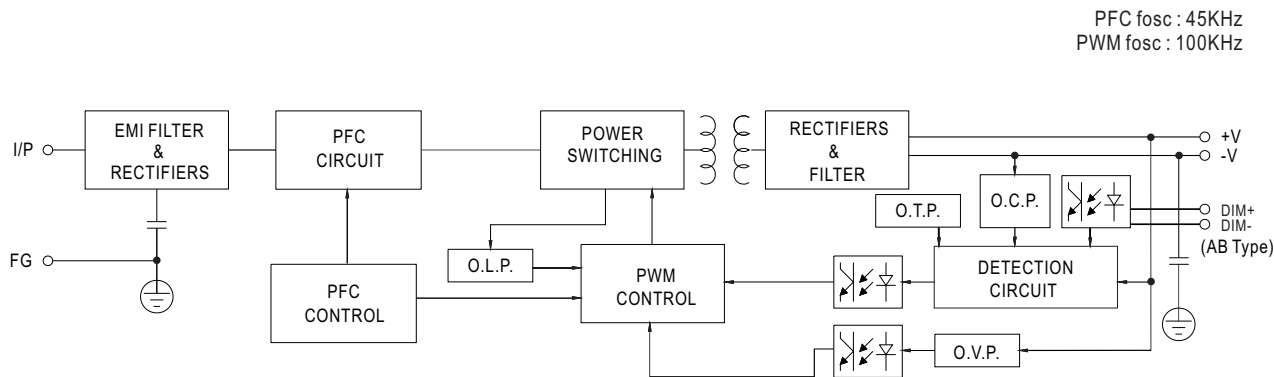 PFC fosc : 45KHz
PWM fosc : 100KHz
I/P
EMI FILTER
&
RECTIFIERS
PFC
CIRCUIT
POWER
SWITCHING
RECTIFIERS
&
FILTER
+V
-V
O.T.P.
O.C.P.
DIM+
DIM-
(AB Type)
FG
O.L.P.
PFC
CONTROL
PWM
CONTROL
DETECTION
CIRCUIT
O.V.P.